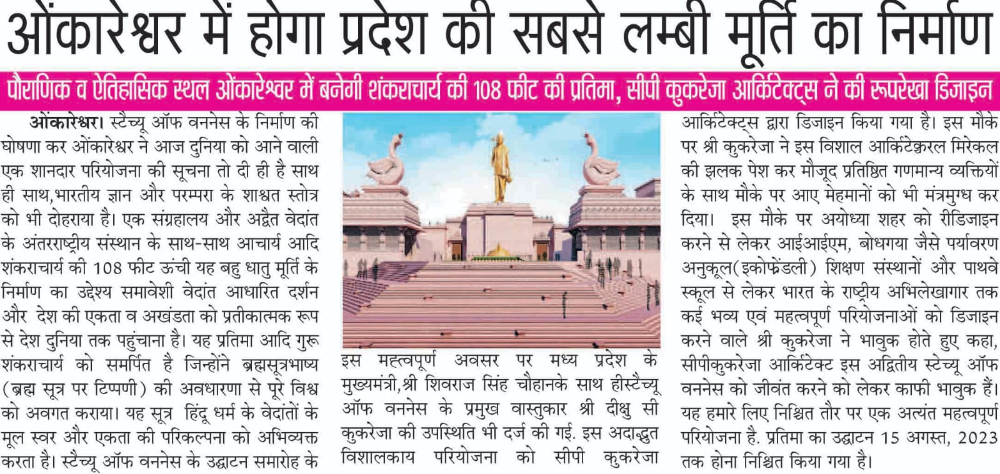 ओंकारेश्वर में होगा प्रदेश की सबसे लम्बी मूर्ति का निर्माण
पौराणिक व ऐतिहासिक स्थल ओंकारेश्वर में बनेगी शंकराचार्य की 108 फीट की प्रतिमा, सीपी कुकरेजा आर्किटेक्ट्स ने की रूपरेखा डिजाइन
ओंकारेश्वर। स्टैच्यू ऑफ वननेस के निर्माण की
घोषणा कर ओंकारेश्वर ने आज दुनिया को आने वाली
एक शानदार परियोजना की सूचना तो दी ही है साथ
ही साथ,भारतीय ज्ञान और परम्परा के शाश्वत स्तोत्र
को भी दोहराया है। एक संग्रहालय और अद्वैत वेदांत
के अंतरराष्ट्रीय संस्थान के साथ-साथ आचार्य आदि
शंकराचार्य की 108 फीट ऊंची यह बहु धातु मूर्ति के
निर्माण का उद्देश्य समावेशी वेदांत आधारित दर्शन
और देश की एकता व अखंडता को प्रतीकात्मक रूप
से देश दुनिया तक पहुंचाना है। यह प्रतिमा आदि गुरू
शंकराचार्य को समर्पित है जिन्होंने ब्रह्मसूत्रभाष्य
(ब्रह्म सूत्र पर टिप्पणी) की अवधारणा से पूरे विश्व
को अवगत कराया। यह सूत्र हिंदू धर्म के वेदांतों के
मूल स्वर और एकता की परिकल्पना को अभिव्यक्त
करता है। स्टैच्यू ऑफ वननेस के उद्घाटन समारोह के
इस मह्त्वपूर्ण अवसर पर मध्य प्रदेश के
मुख्यमंत्री,श्री शिवराज सिंह चौहानके साथ हीस्टैच्यू
ऑफ वननेस के प्रमुख वास्तुकार श्री दीक्षु सी
कुकरेजा की उपस्थिति भी दर्ज की गई. इस अदाद्भुत
विशालकाय परियोजना को सीपी कुकरेजा
आर्किटेक्ट्स द्वारा डिजाइन किया गया है। इस मौके
पर श्री कुकरेजा ने इस विशाल आर्किटेक्चरल मिरेकल
की झलक पेश कर मौजूद प्रतिष्ठित गणमान्य व्यक्तियों
के साथ मौके पर आए मेहमानों को भी मंत्रमुग्ध कर
दिया। इस मौके पर अयोध्या शहर को रीडिजाइन
करने से लेकर आईआईएम, बोधगया जैसे पर्यावरण
अनुकूल(इकोफ्रेंडली) शिक्षण संस्थानों और पाथवे
स्कूल से लेकर भारत के राष्ट्रीय अभिलेखागार तक
कई भव्य एवं महत्वपूर्ण परियोजनाओं को डिजाइन
करने वाले श्री कुकरेजा ने भावुक होते हुए कहा,
सीपीकुकरेजा आर्किटेक्ट इस अद्वितीय स्टेच्यू ऑफ
वननेस को जीवंत करने को लेकर काफी भावुक हैं।
यह हमारे लिए निश्चित तौर पर एक अत्यंत महत्वपूर्ण
परियोजना है. प्रतिमा का उद्घाटन 15 अगस्त, 2023
तक होना निश्चित किया गया है।